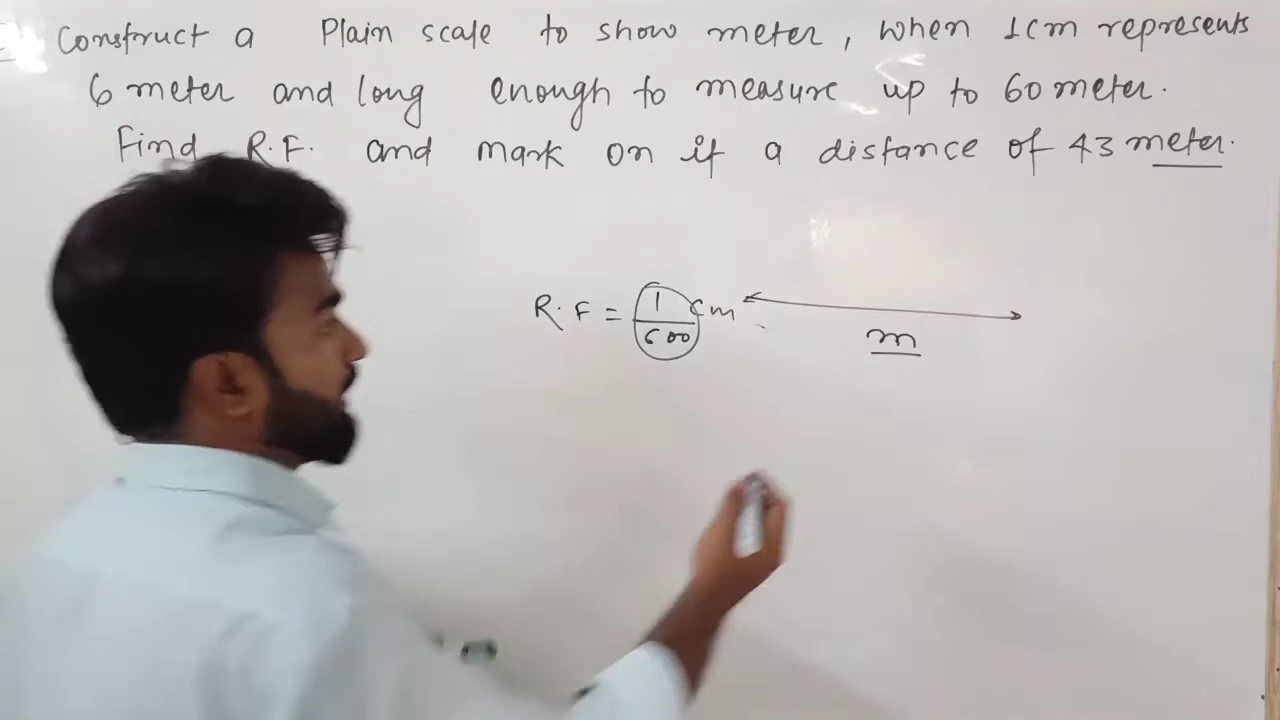 Construct a Plain scale to show meter, when 1cm represents
6 meter and long enough to measure up to 60 meter.
Find R.F. and mark on it a distance of 43 meter.
R.F = 1/600 cm
m